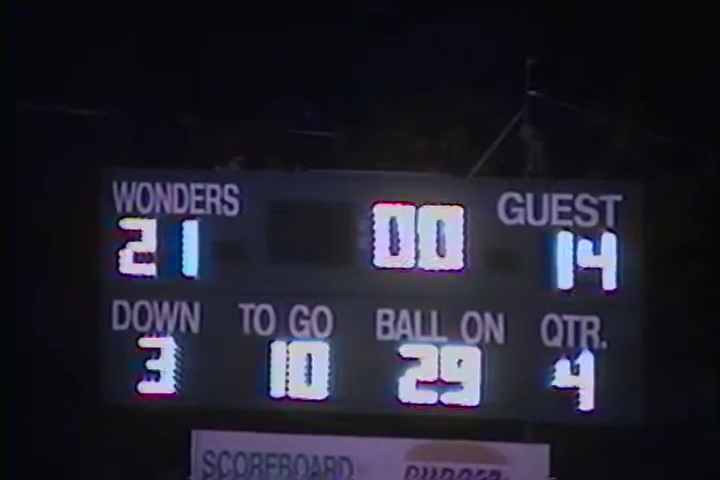 WONDERS GUEST
21 00 14
DOWN TO GO BALL ON QTR.
3 10 29 4
SCOREBOARD